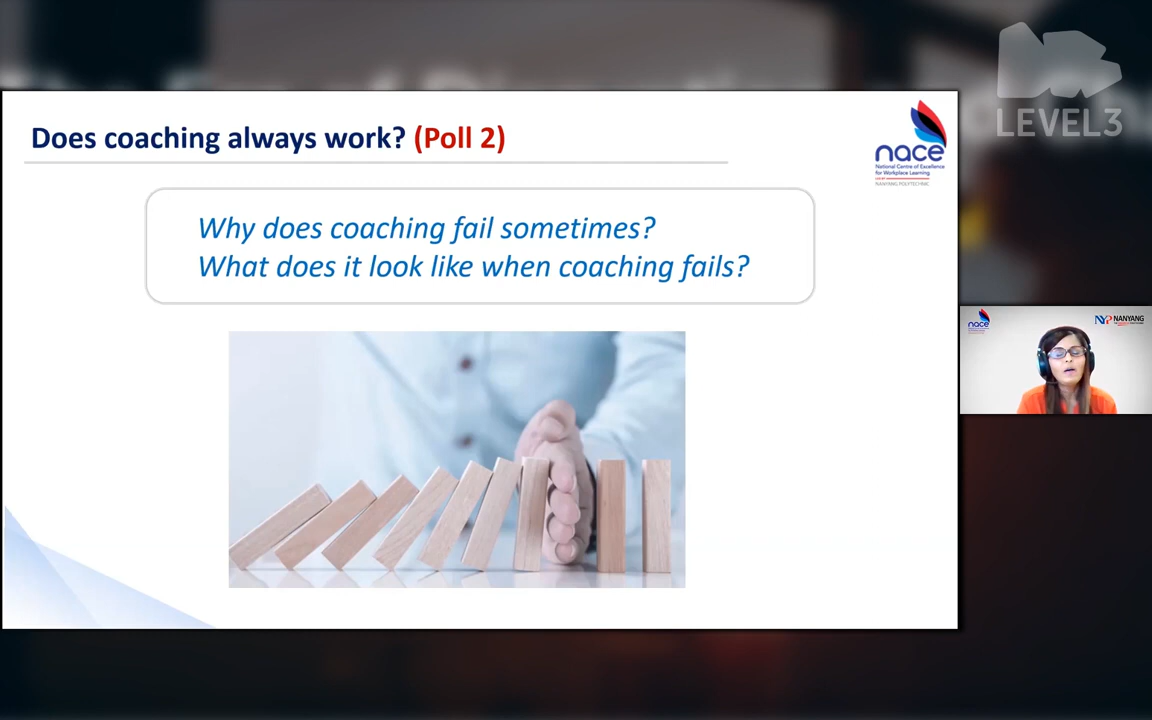 LEVEL3
Does coaching always work? (Poll 2)
nace
National Centre of Excellence
for Workplace Learning
NANYANG POLYTECHNIC
Why does coaching fail sometimes?
What does it look like when coaching fails?
nace
NYP NANYANG